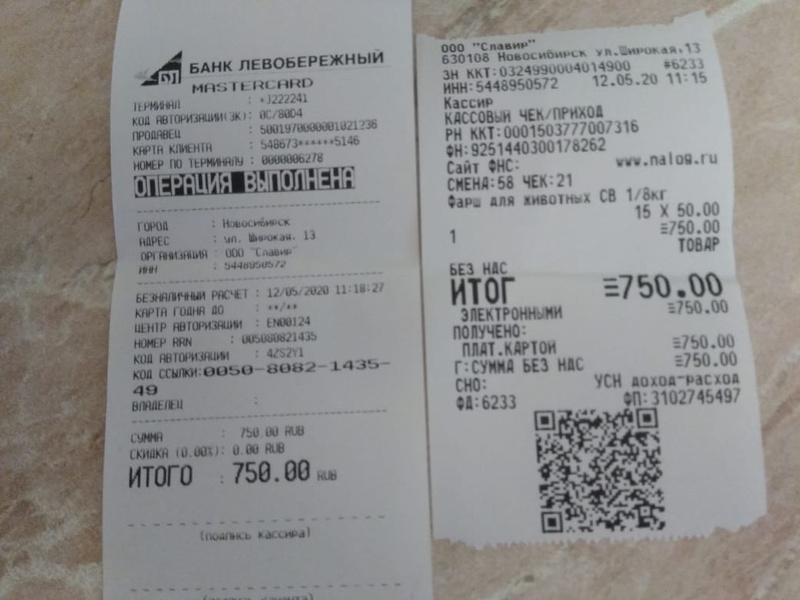 БАНК ЛЕВОБЕРЕЖНЫЙ
MASTERCARD
ТЕРМИНАЛ : *J222241
КОД АВТОРИЗАЦИИ(ЗК): 0C/80D4
ПРОДАВЕЦ : 5001970000001021236
КАРТА КЛИЕНТА : 548673******5146
НОМЕР ПО ТЕРМИНАЛУ : 0000006278
ОПЕРАЦИЯ ВЫПОЛНЕНА
ГОРОД : Новосибирск
АДРЕС : ул. Широкая, 13
ОРГАНИЗАЦИЯ : ООО "Славир"
ИНН : 5448950572
БЕЗНАЛИЧНЫЙ РАСЧЕТ : 12/05/2020 11:18:27
КАРТА ГОДНА ДО : **/**
ЦЕНТР АВТОРИЗАЦИИ : EN00124
НОМЕР RRN : 005080821435
КОД АВТОРИЗАЦИИ : 4ZS2Y1
КОД ССЫЛКИ:0050-8082-1435-
49
ВЛАДЕЛЕЦ :
СУММА : 750.00 RUB
СКИДКА (0.00%): 0.00 RUB
ИТОГО : 750.00 RUB
(подпись кассира)
ООО "Славир"
630108 Новосибирск ул.Широкая,13
ЗН ККТ:0324990004014900 #6233
ИНН:5448950572 12.05.20 11:15
Кассир
КАССОВЫЙ ЧЕК/ПРИХОД
РН ККТ:0001503777007316
ФН:9251440300178262
Сайт ФНС: www.nalog.ru
СМЕНА:58 ЧЕК:21
Фарш для животных СВ 1/8кг
15 X 50.00
1 ≡750.00
ТОВАР
БЕЗ НДС
ИТОГ ≡750.00
ЭЛЕКТРОННЫМИ ≡750.00
ПОЛУЧЕНО:
ПЛАТ.КАРТОЙ ≡750.00
Г:СУММА БЕЗ НДС ≡750.00
СНО: УСН доход-расход
ФД:6233 ФП:3102745497